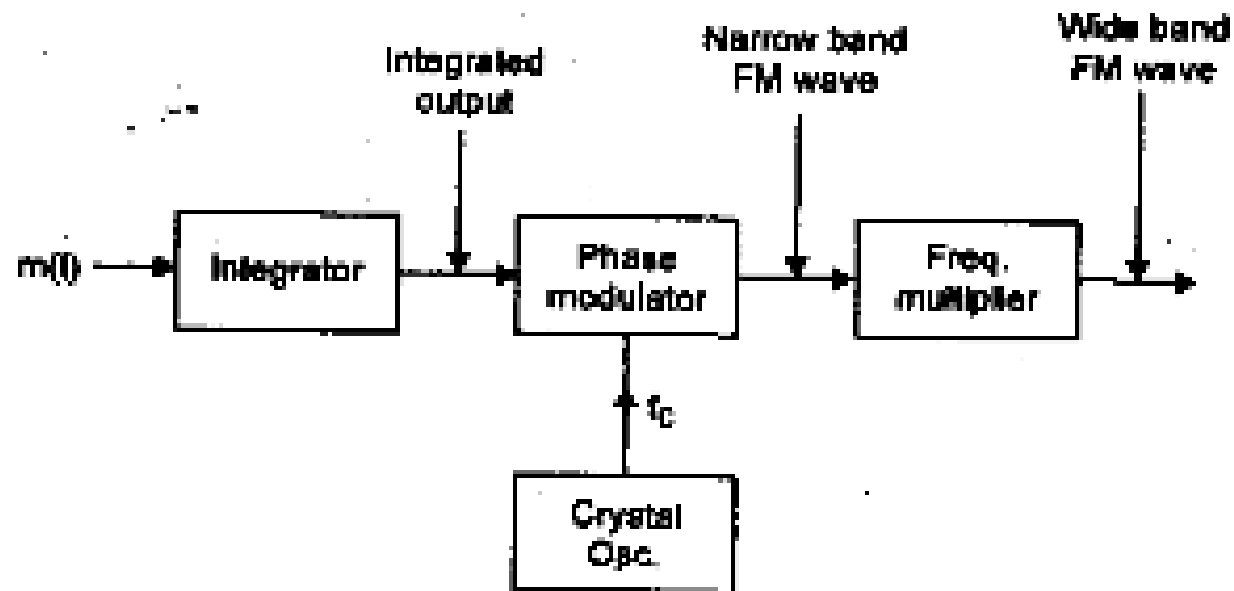 Integrated
output
Narrow band
FM wave
Wide band
FM wave
m(t)
Integrator
Phase
modulator
Freq.
multiplier
fc
Crystal
Osc.